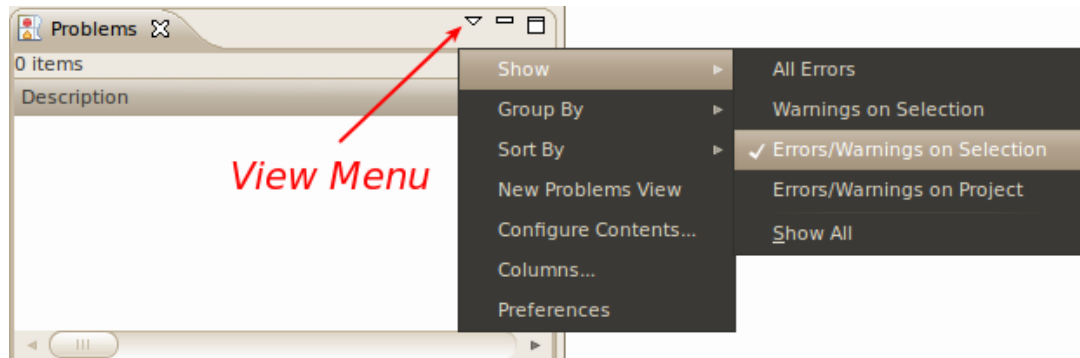 Problems
0 items
Description
View Menu
Show
Group By
Sort By
New Problems View
Configure Contents...
Columns...
Preferences
All Errors
Warnings on Selection
Errors/Warnings on Selection
Errors/Warnings on Project
Show All